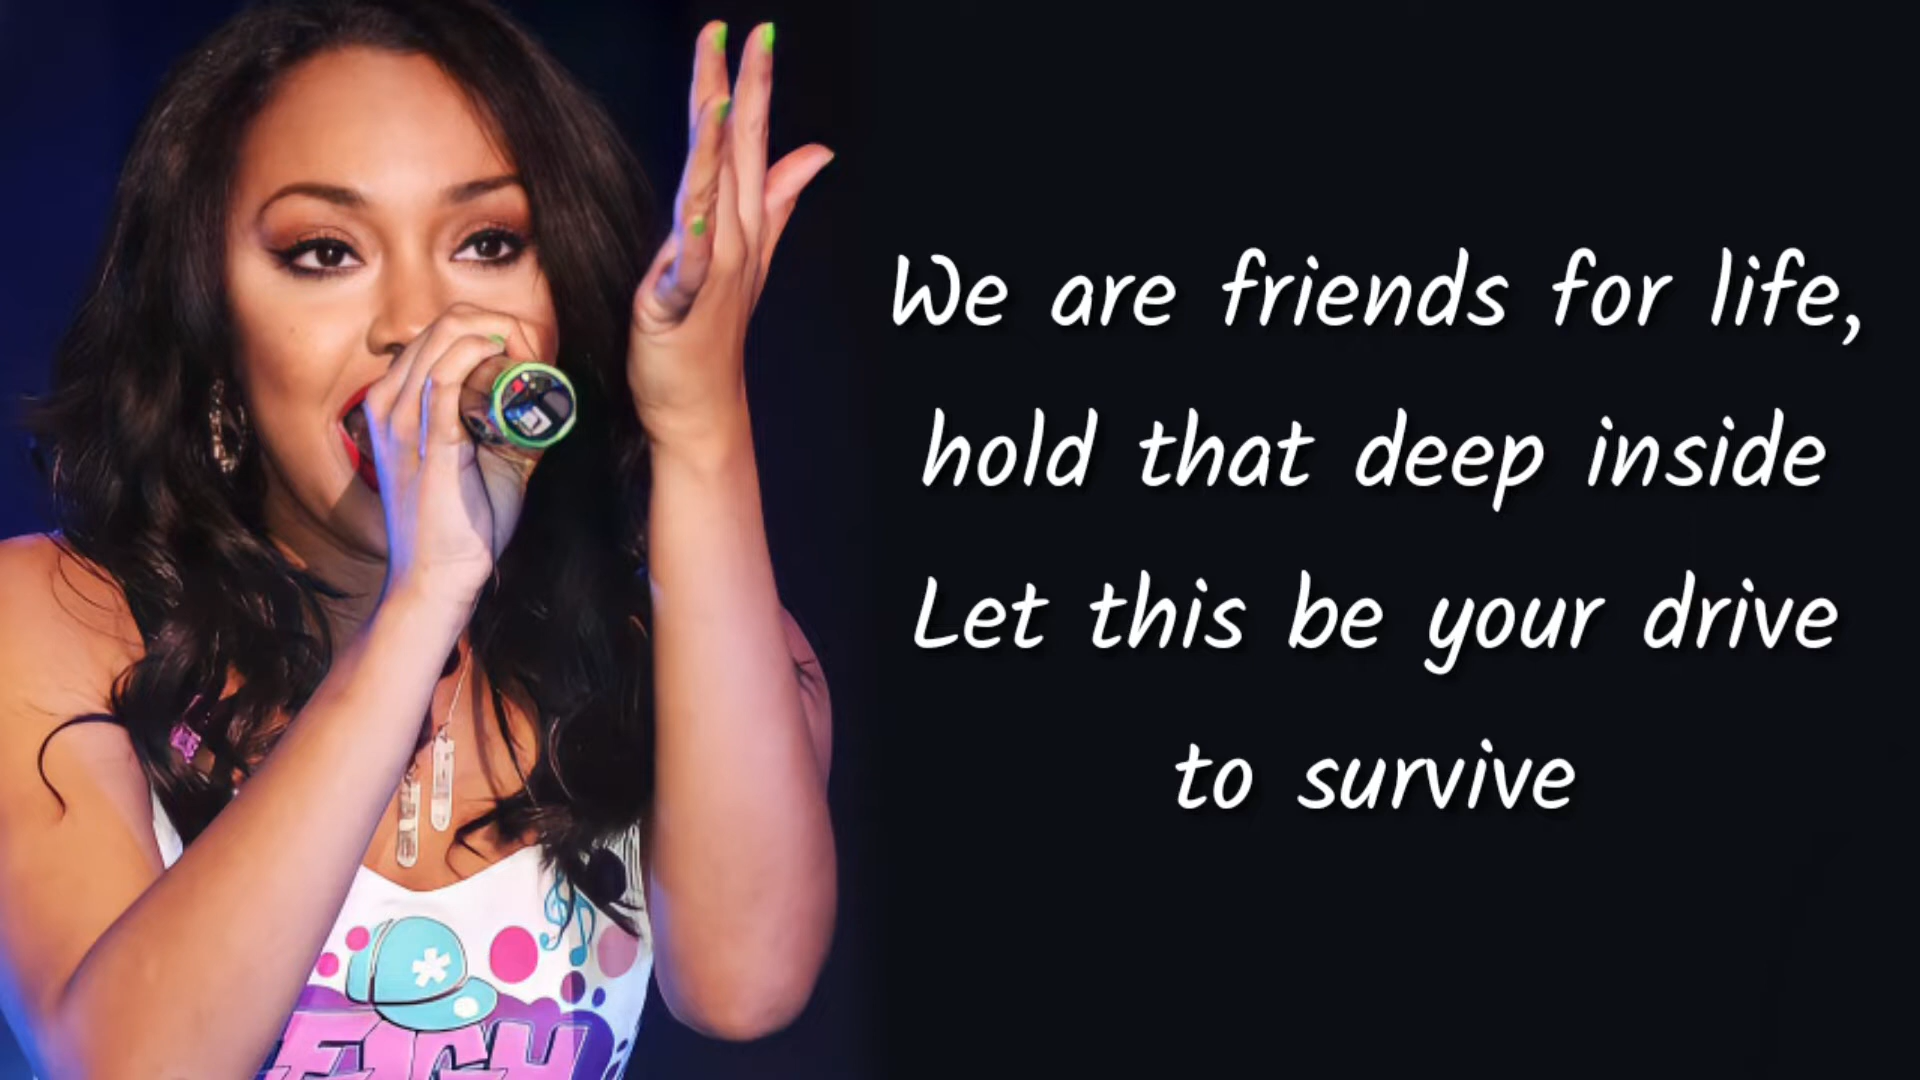 We are friends for life,
hold that deep inside
Let this be your drive
to survive